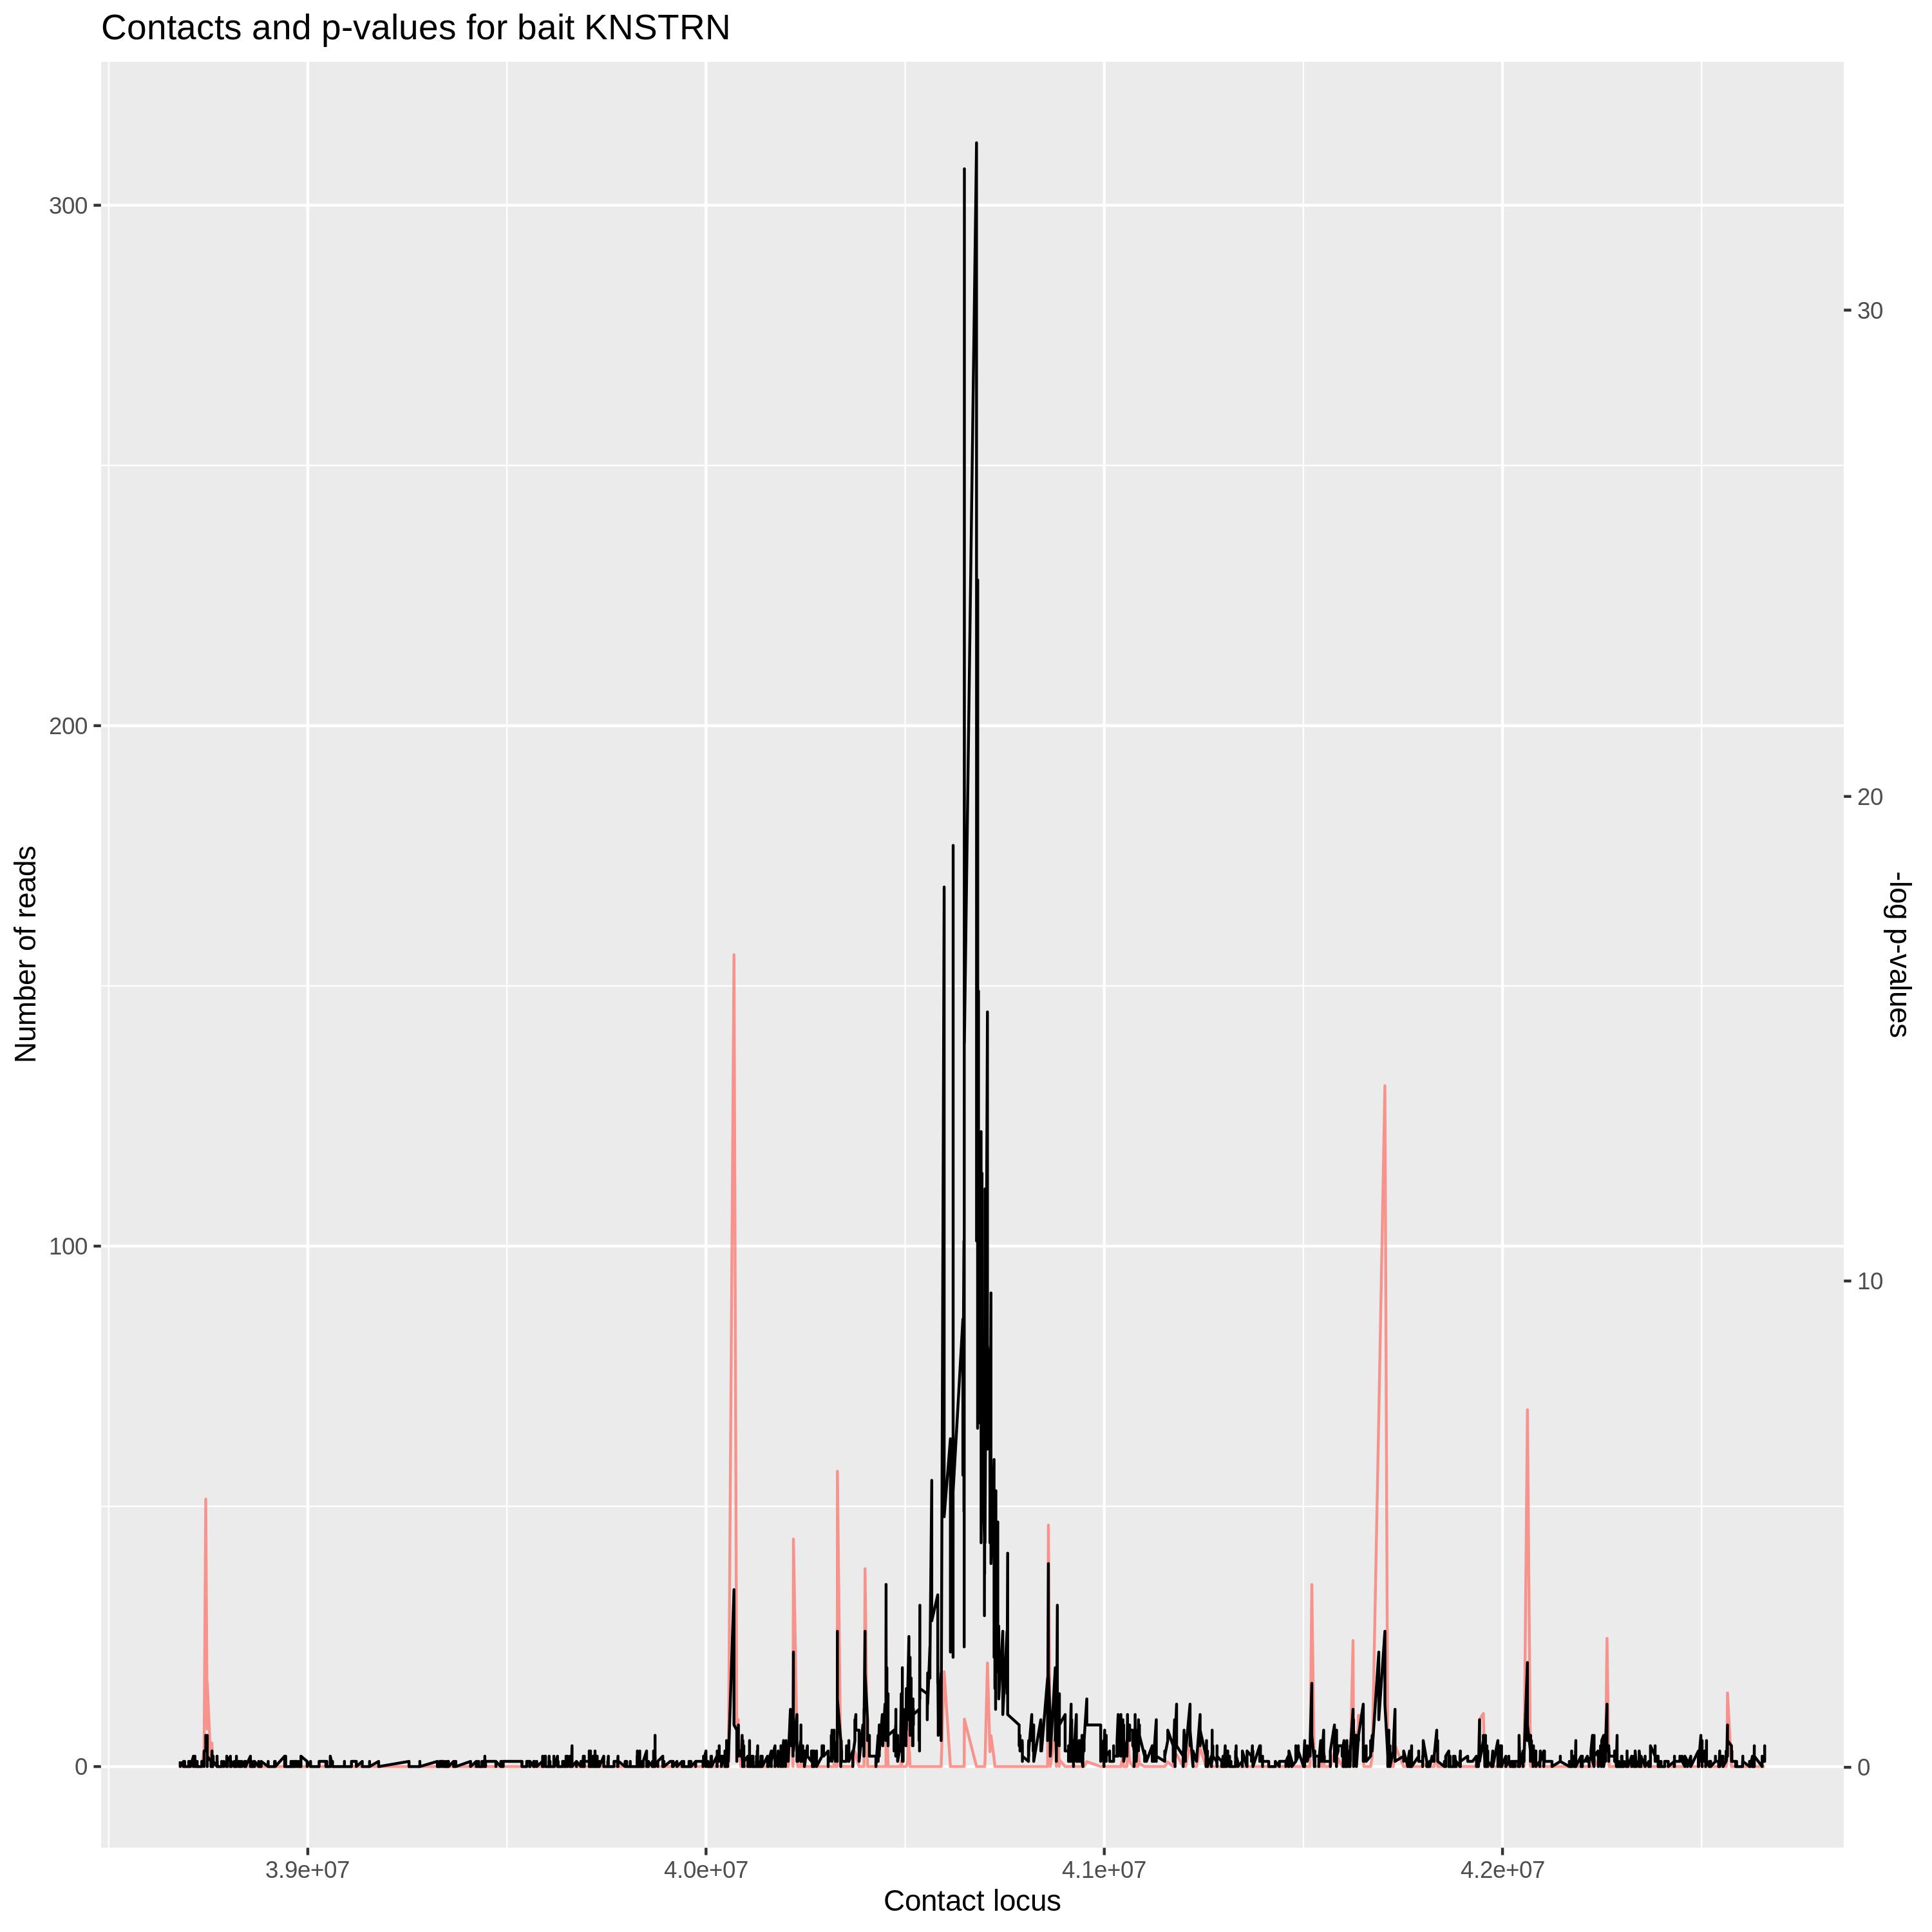 Contacts and p-values for bait KNSTRN
300
200
100
0
Number of reads
30
20
10
0
-log p-values
3.9e+07 4.0e+07 4.1e+07 4.2e+07
Contact locus